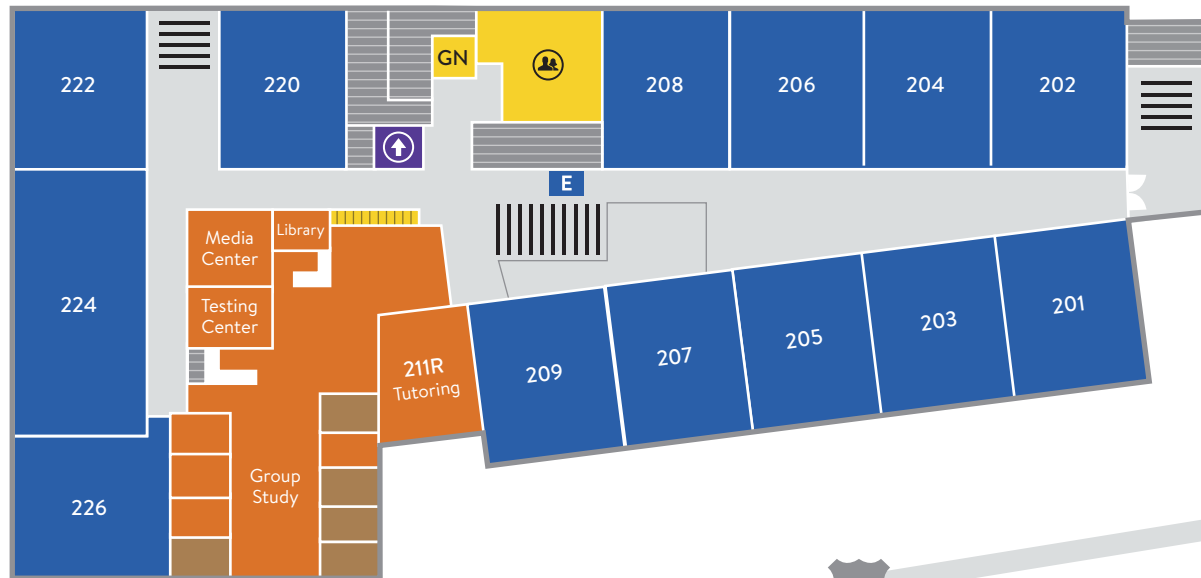 222
220
GN
208
206
204
202
E
Media
Center
Library
Testing
Center
224
211R
Tutoring
209
207
205
203
201
226
Group
Study